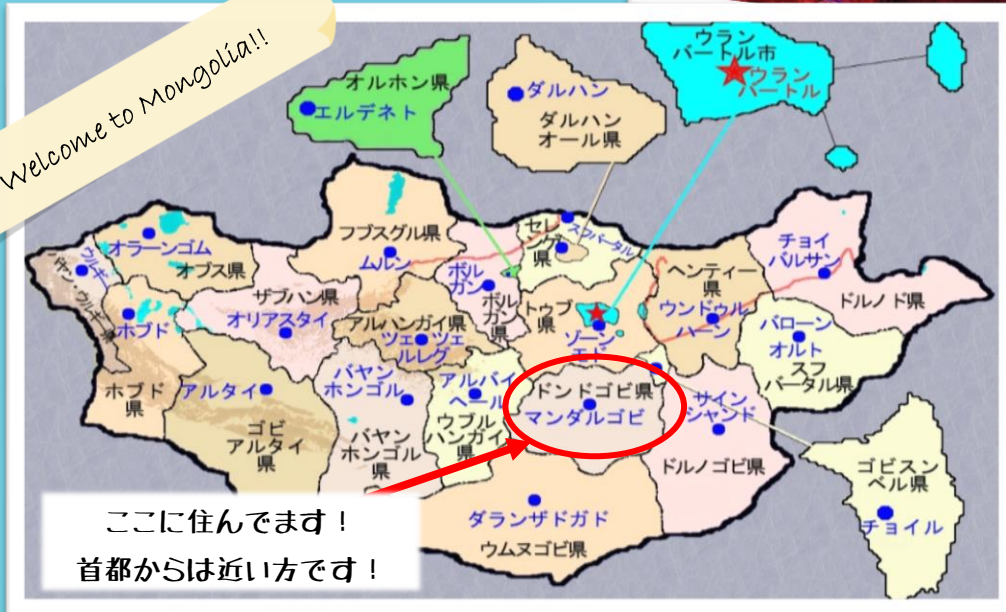 Welcome to Mongolia!!
オルホン県
エルデネト
ダルハン
ダルハン
オール県
ウラン
バートル市
ウラン
バートル
オラーンゴム
オブス県
ウルギー
バヤン・ウルギー県
ホブド
ホブド
県
フブスグル県
ムルン
ザブハン県
オリアスタイ
アルハンガイ県
ツェツェ
ルレグ
ボル
ガン
ボル
ガン
県
セレ
ンゲ
県
スフバートル
トゥブ
県
ゾーン
モド
ヘンティー
県
ウンドゥル
ハーン
チョイ
バルサン
ドルノド県
バローン
オルト
スフ
バータル県
アルタイ
ゴビ
アルタイ
県
バヤン
ホンゴル
バヤン
ホンゴル
県
アルバイ
ヘール
ウブル
ハンガイ
県
ドンドゴビ県
マンダルゴビ
サイン
シャンド
ドルノゴビ県
ゴビスン
ベル県
チョイル
ダランザドガド
ウムヌゴビ県
ここに住んでます！
首都からは近い方です！